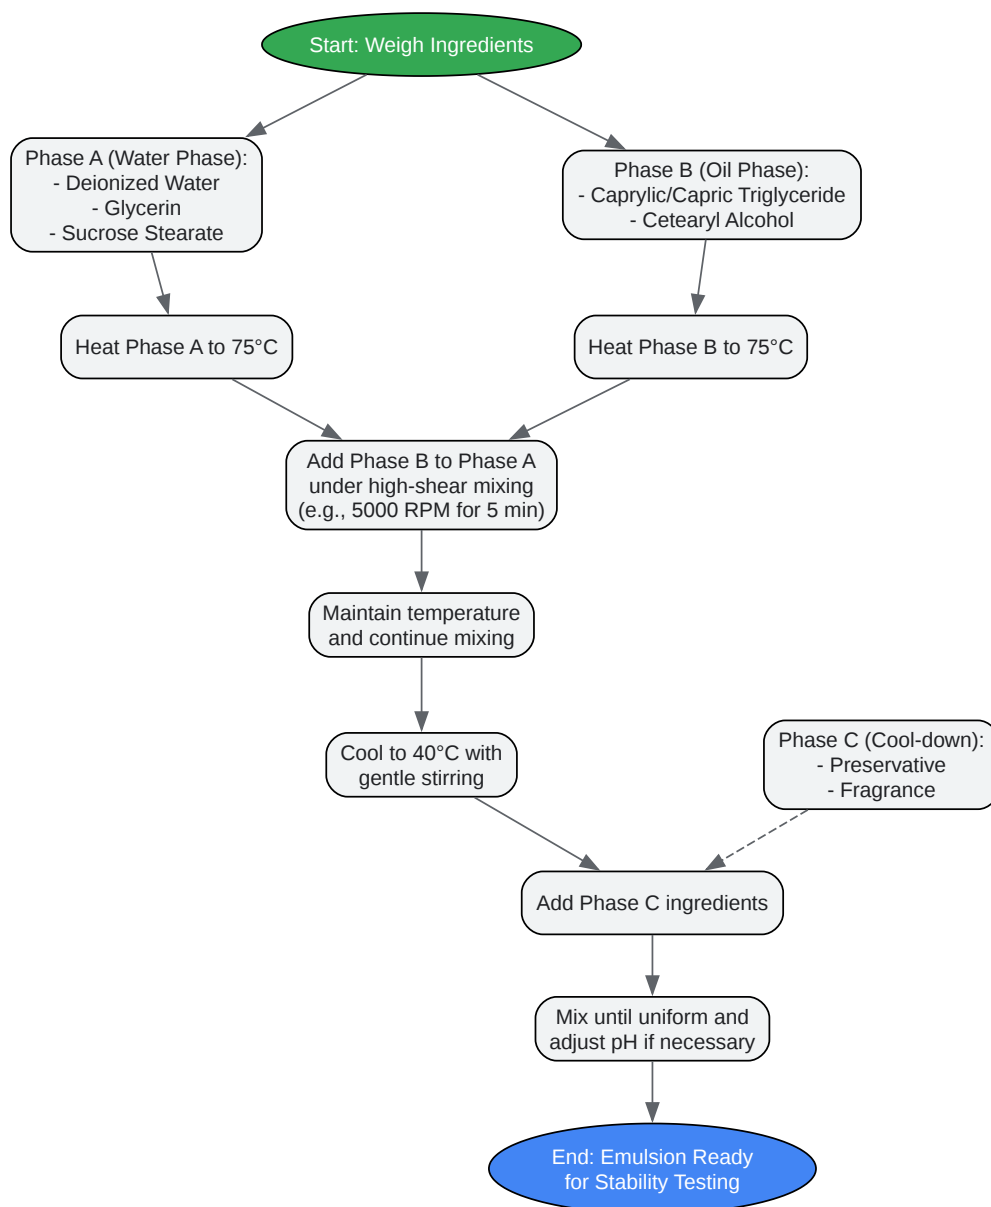 Start: Weigh Ingredients
Phase A (Water Phase):
- Deionized Water
- Glycerin
- Sucrose Stearate
Phase B (Oil Phase):
- Caprylic/Capric Triglyceride
- Cetearyl Alcohol
Heat Phase A to 75°C
Heat Phase B to 75°C
Add Phase B to Phase A
under high-shear mixing
(e.g., 5000 RPM for 5 min)
Maintain temperature
and continue mixing
Cool to 40°C with
gentle stirring
Phase C (Cool-down):
- Preservative
- Fragrance
Add Phase C ingredients
Mix until uniform and
adjust pH if necessary
End: Emulsion Ready
for Stability Testing